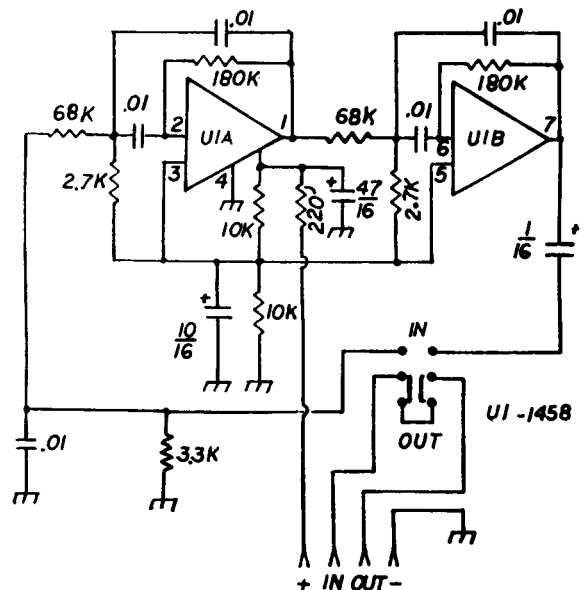 .01
180K
68K
.01
2
U1A
1
3
4
2.7K
10K
220
47
16
10
16
10K
.01
180K
68K
.01
6
5
U1B
7
2.7K
1
16
+
+
+
IN
OUT
U1-1458
.01
3.3K
+ IN OUT -